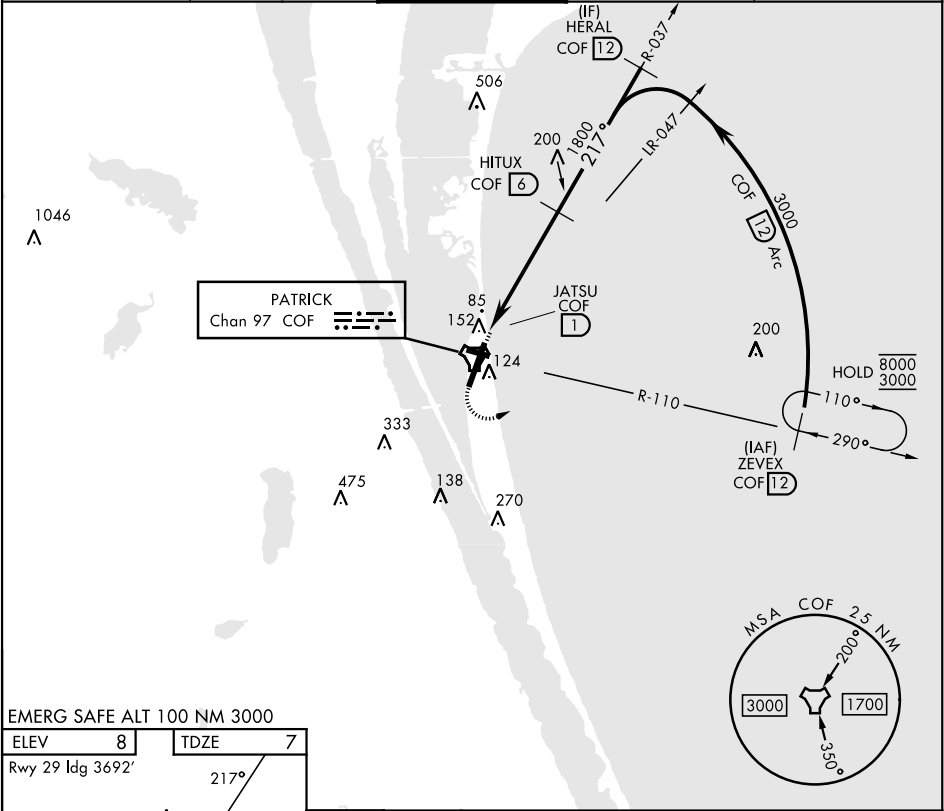 (IF)
HERAL
COF 12
R-037
506
1800
217°
LR-047
200
HITUX
COF 6
COF 12 Arc
3000
1046
PATRICK
Chan 97 COF
JATSU
COF
1
85
152
124
200
HOLD 8000
3000
R-110
110°
290°
(IAF)
ZEVEX
COF 12
333
475
138
270
MSA COF 25 NM
200°
3000
1700
350°
EMERG SAFE ALT 100 NM 3000
ELEV 8
TDZE 7
Rwy 29 ldg 3692'
217°